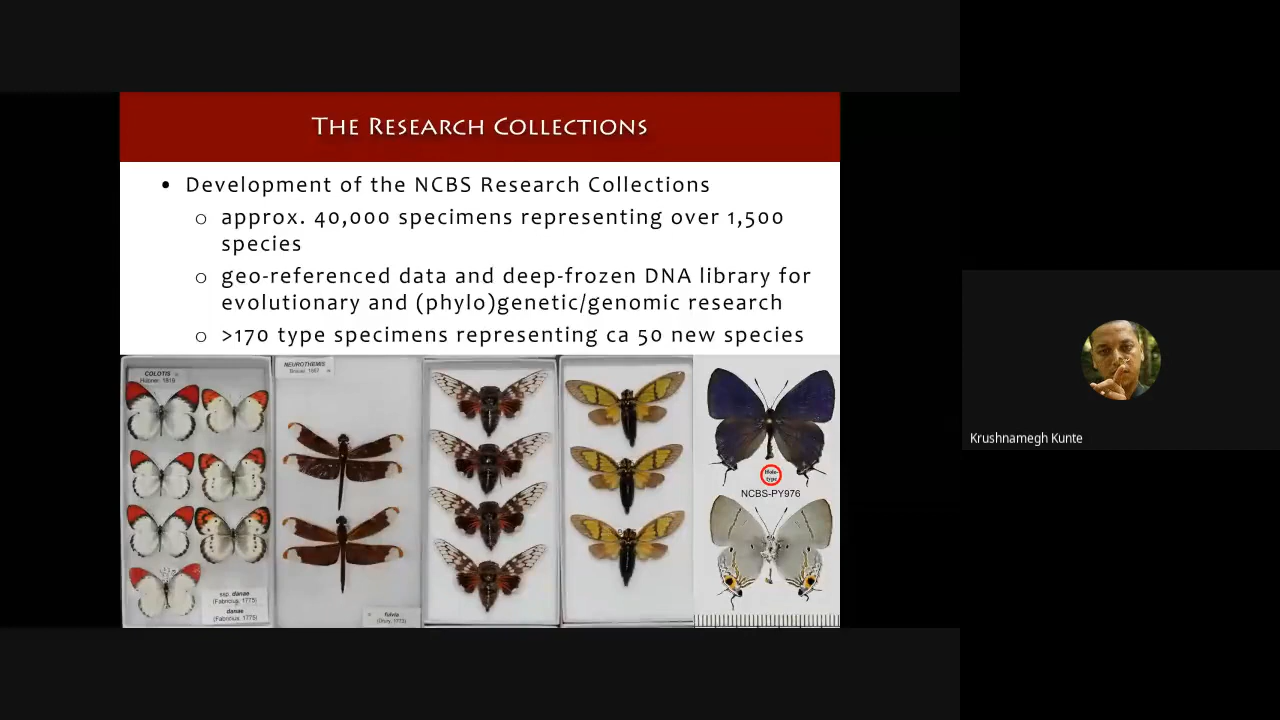 THE RESEARCH COLLECTIONS
• Development of the NCBS Research Collections
o approx. 40,000 specimens representing over 1,500
species
o geo-referenced data and deep-frozen DNA library for
evolutionary and (phylo)genetic/genomic research
o >170 type specimens representing ca 50 new species
COLOTIS
Hübner, 1819
NEUROTHEMIS
Brauer, 1867
Holo-
type
NCBS-PY976
ssp. danae
(Fabricius, 1775)
danae
(Fabricius, 1775)
fulvia
(Drury, 1773)
Krushnamegh Kunte